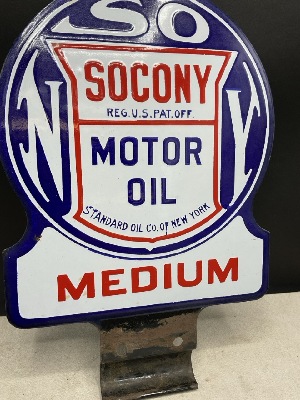 SO
N Y
SOCONY
REG. U.S. PAT. OFF.
MOTOR
OIL
STANDARD OIL CO. OF NEW YORK
MEDIUM